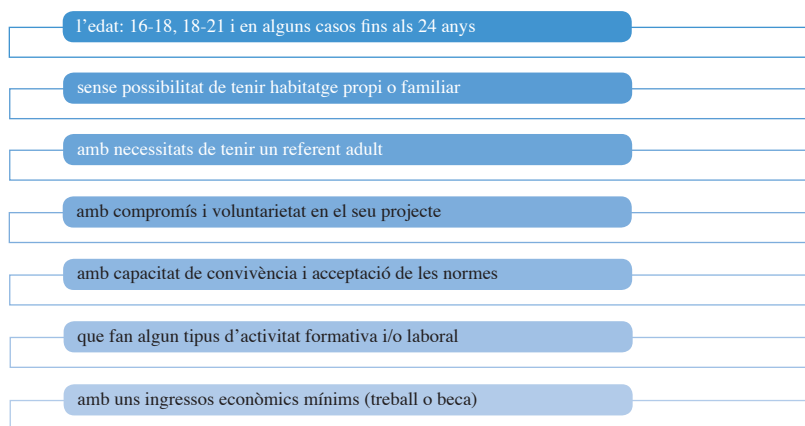 l’edat: 16-18, 18-21 i en alguns casos fins als 24 anys
sense possibilitat de tenir habitatge propi o familiar
amb necessitats de tenir un referent adult
amb compromís i voluntarietat en el seu projecte
amb capacitat de convivència i acceptació de les normes
que fan algun tipus d’activitat formativa i/o laboral
amb uns ingressos econòmics mínims (treball o beca)